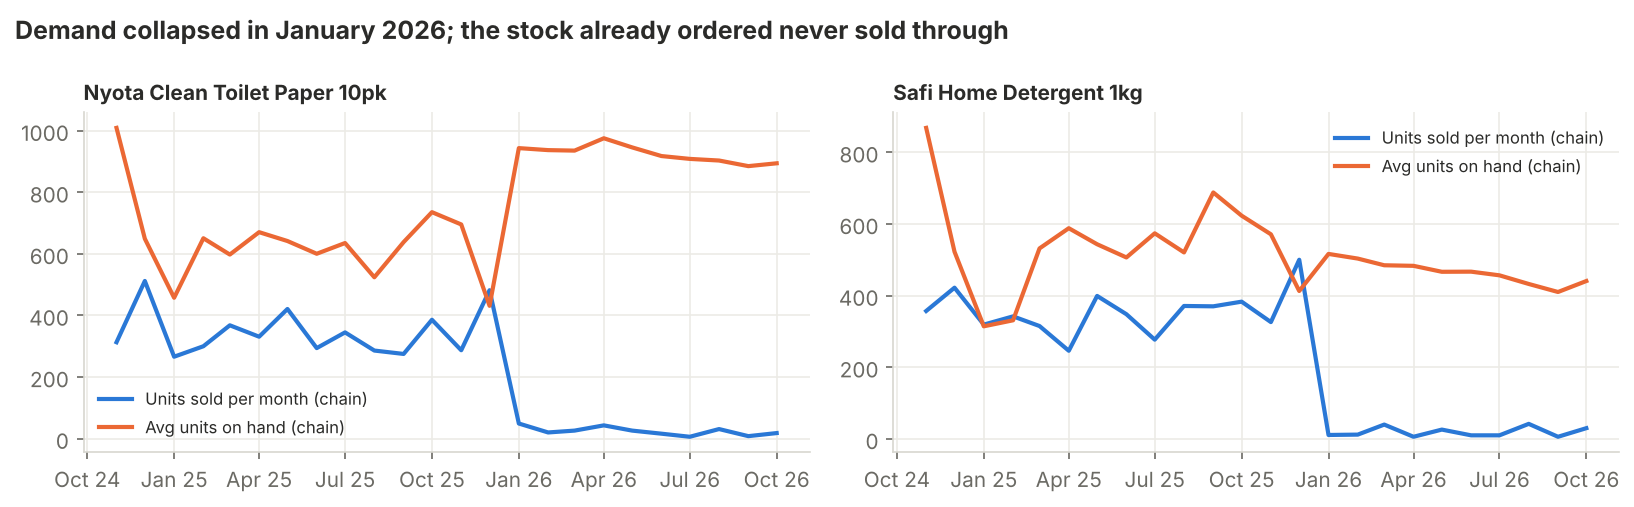 Demand collapsed in January 2026; the stock already ordered never sold through
Nyota Clean Toilet Paper 10pk
1000
800
600
400
200
0
Units sold per month (chain)
Avg units on hand (chain)
Oct 24 Jan 25 Apr 25 Jul 25 Oct 25 Jan 26 Apr 26 Jul 26 Oct 26
Safi Home Detergent 1kg
800
600
400
200
0
Units sold per month (chain)
Avg units on hand (chain)
Oct 24 Jan 25 Apr 25 Jul 25 Oct 25 Jan 26 Apr 26 Jul 26 Oct 26